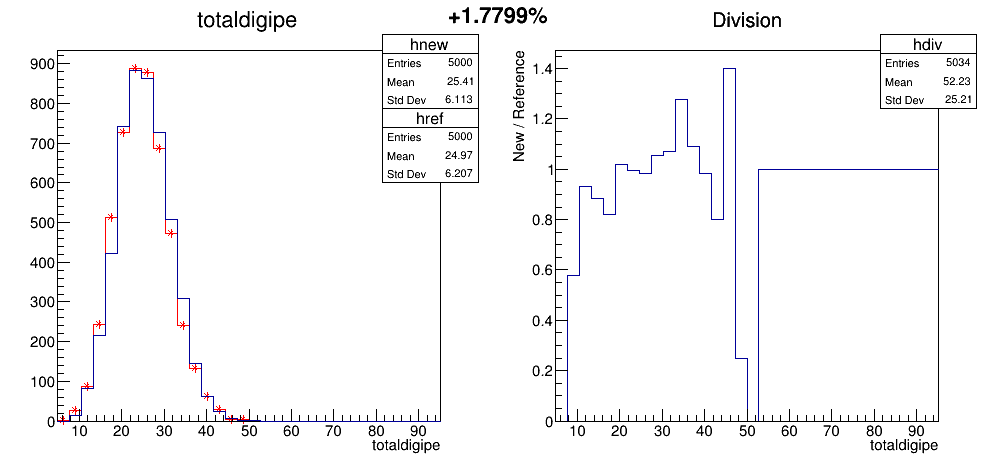 +1.7799%
totaldigipe
hnew
Entries 5000
Mean 25.41
Std Dev 6.113
href
Entries 5000
Mean 24.97
Std Dev 6.207
900
800
700
600
500
400
300
200
100
0
10 20 30 40 50 60 70 80 90
totaldigipe
Division
hdiv
Entries 5034
Mean 52.23
Std Dev 25.21
New / Reference
1.4
1.2
1
0.8
0.6
0.4
0.2
0
10 20 30 40 50 60 70 80 90
totaldigipe